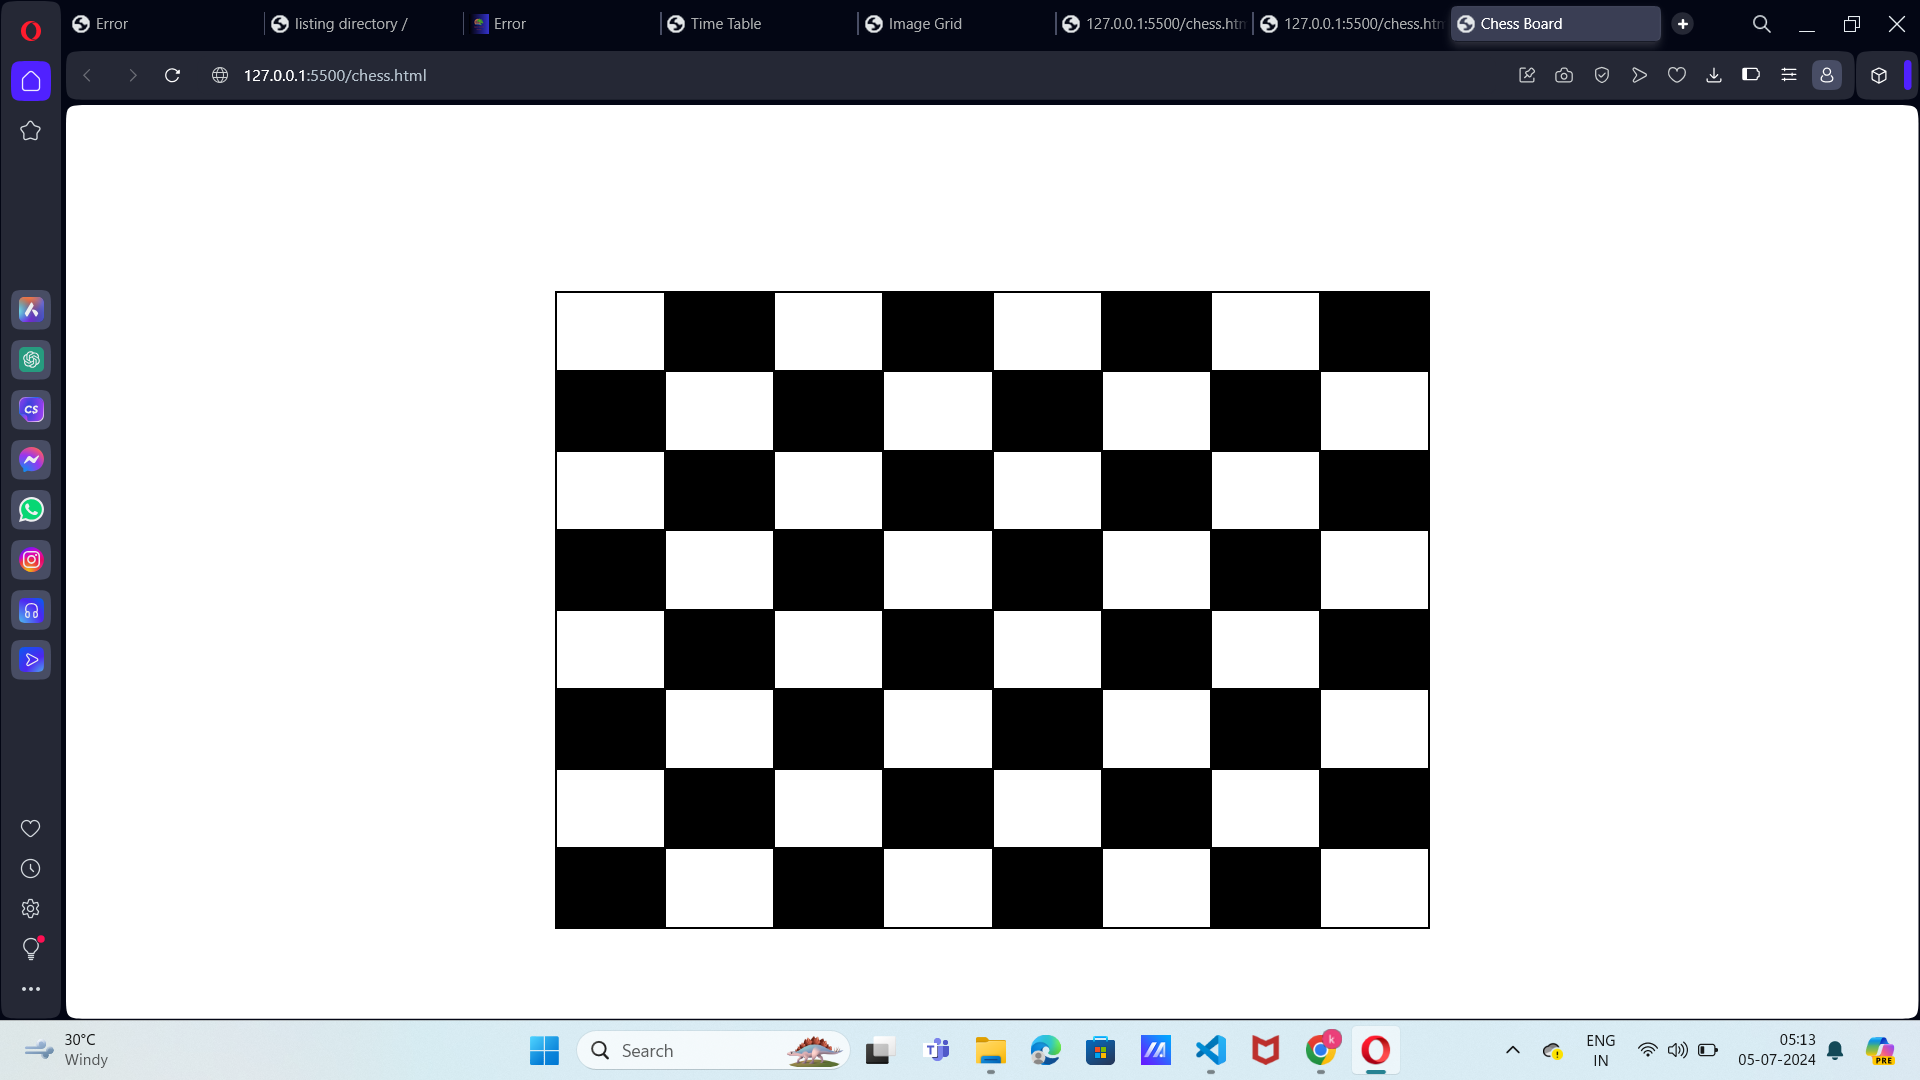 Error
listing directory /
Error
Time Table
Image Grid
127.0.0.1:5500/chess.htm
127.0.0.1:5500/chess.htm
Chess Board
127.0.0.1:5500/chess.html
CS
30°C
Windy
Search
k
ENG
IN
05:13
05-07-2024
PRE